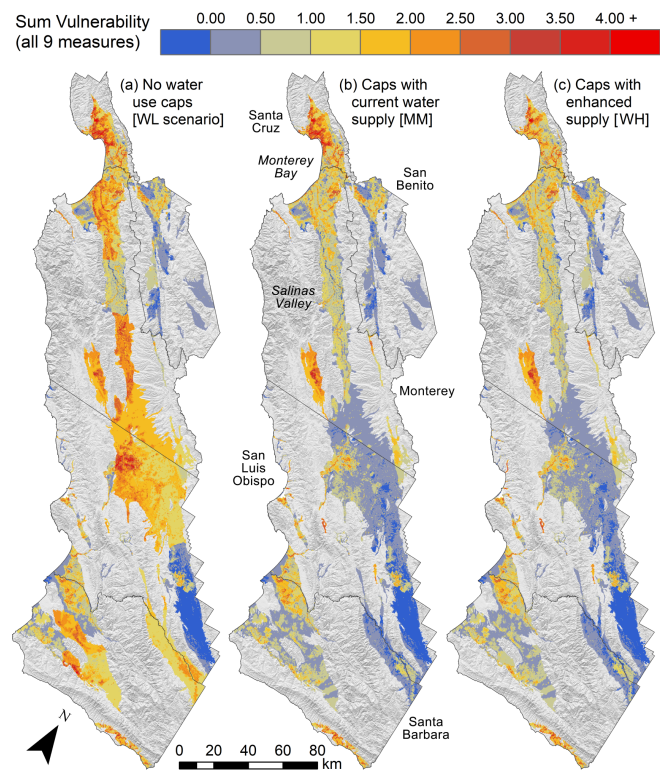 Sum Vulnerability
(all 9 measures)
0.00 0.50 1.00 1.50 2.00 2.50 3.00 3.50 4.00 +
(a) No water
use caps
[WL scenario]
(b) Caps with
current water
supply [MM]
(c) Caps with
enhanced
supply [WH]
Santa
Cruz
Monterey
Bay
San
Benito
Salinas
Valley
Monterey
San
Luis
Obispo
Santa
Barbara
N
0 10 20 40 60 80
km